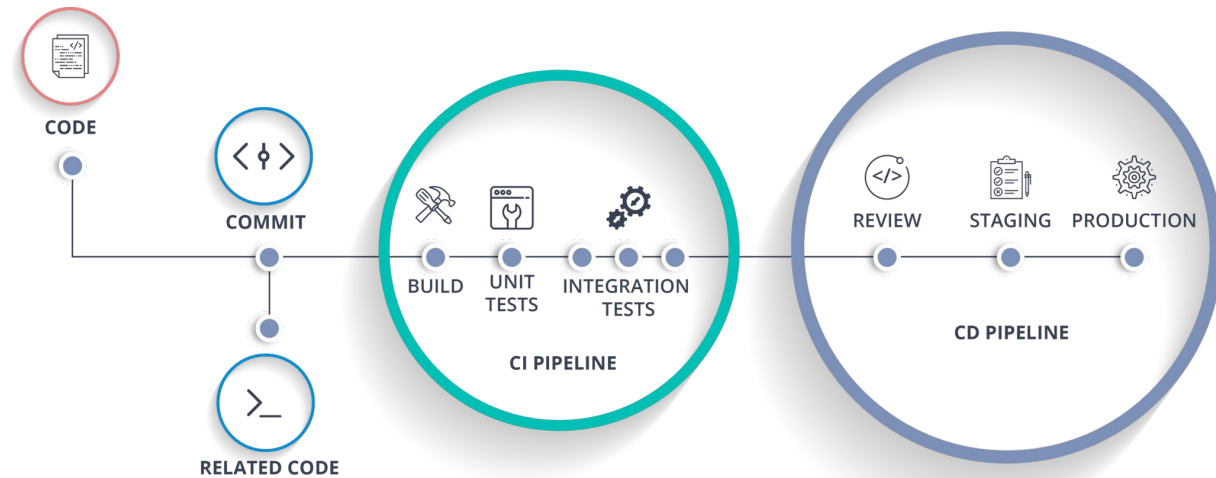 CODE
COMMIT
RELATED CODE
BUILD
UNIT
TESTS
INTEGRATION
TESTS
CI PIPELINE
REVIEW
STAGING
PRODUCTION
CD PIPELINE